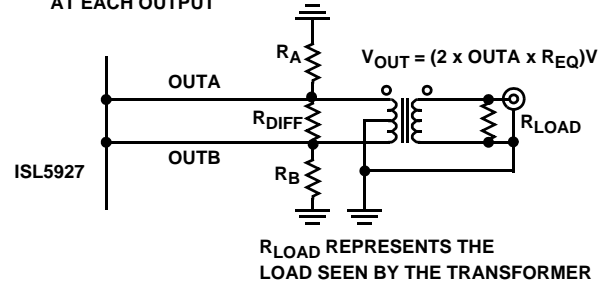 AT EACH OUTPUT
RA
VOUT = (2 x OUTA x REQ)V
OUTA
RDIFF
RLOAD
OUTB
ISL5927
RB
RLOAD REPRESENTS THE
LOAD SEEN BY THE TRANSFORMER